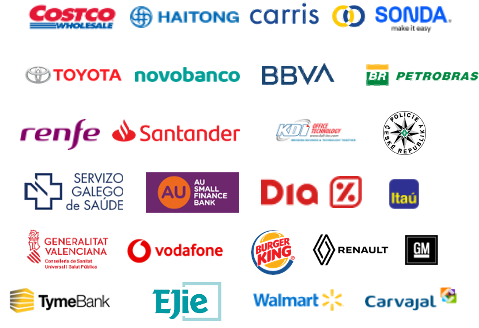 COSTCO
WHOLESALE
HAITONG
carris
SONDA
make it easy
TOYOTA
novobanco
BBVA
BR PETROBRAS
renfe
Santander
KDI OFFICE
TECHNOLOGY
POLICIE
ČESKÉ REPUBLIKY
SERVIZO
GALEGO
de SAÚDE
AU
AU
SMALL
FINANCE
BANK
Dia %
Itaú
GENERALITAT
VALENCIANA
Conselleria de Sanitat
Universal i Salut Pública
vodafone
BURGER
KING
RENAULT
GM
TymeBank
EJie
Walmart
Carvajal